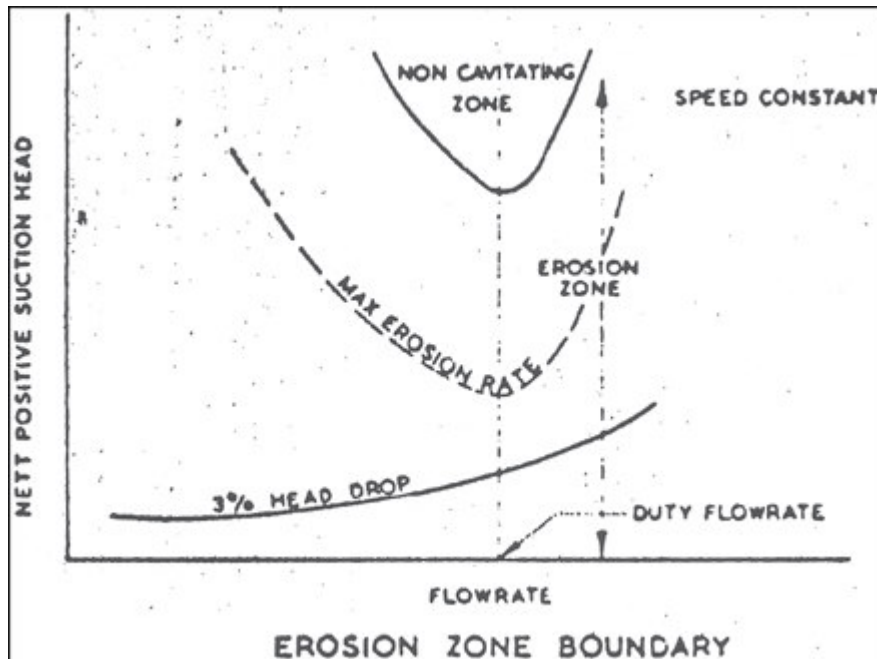 NON CAVITATING
ZONE
SPEED CONSTANT
NETT POSITIVE SUCTION HEAD
EROSION
ZONE
MAX EROSION RATE
3% HEAD DROP
DUTY FLOWRATE
FLOWRATE
EROSION ZONE BOUNDARY